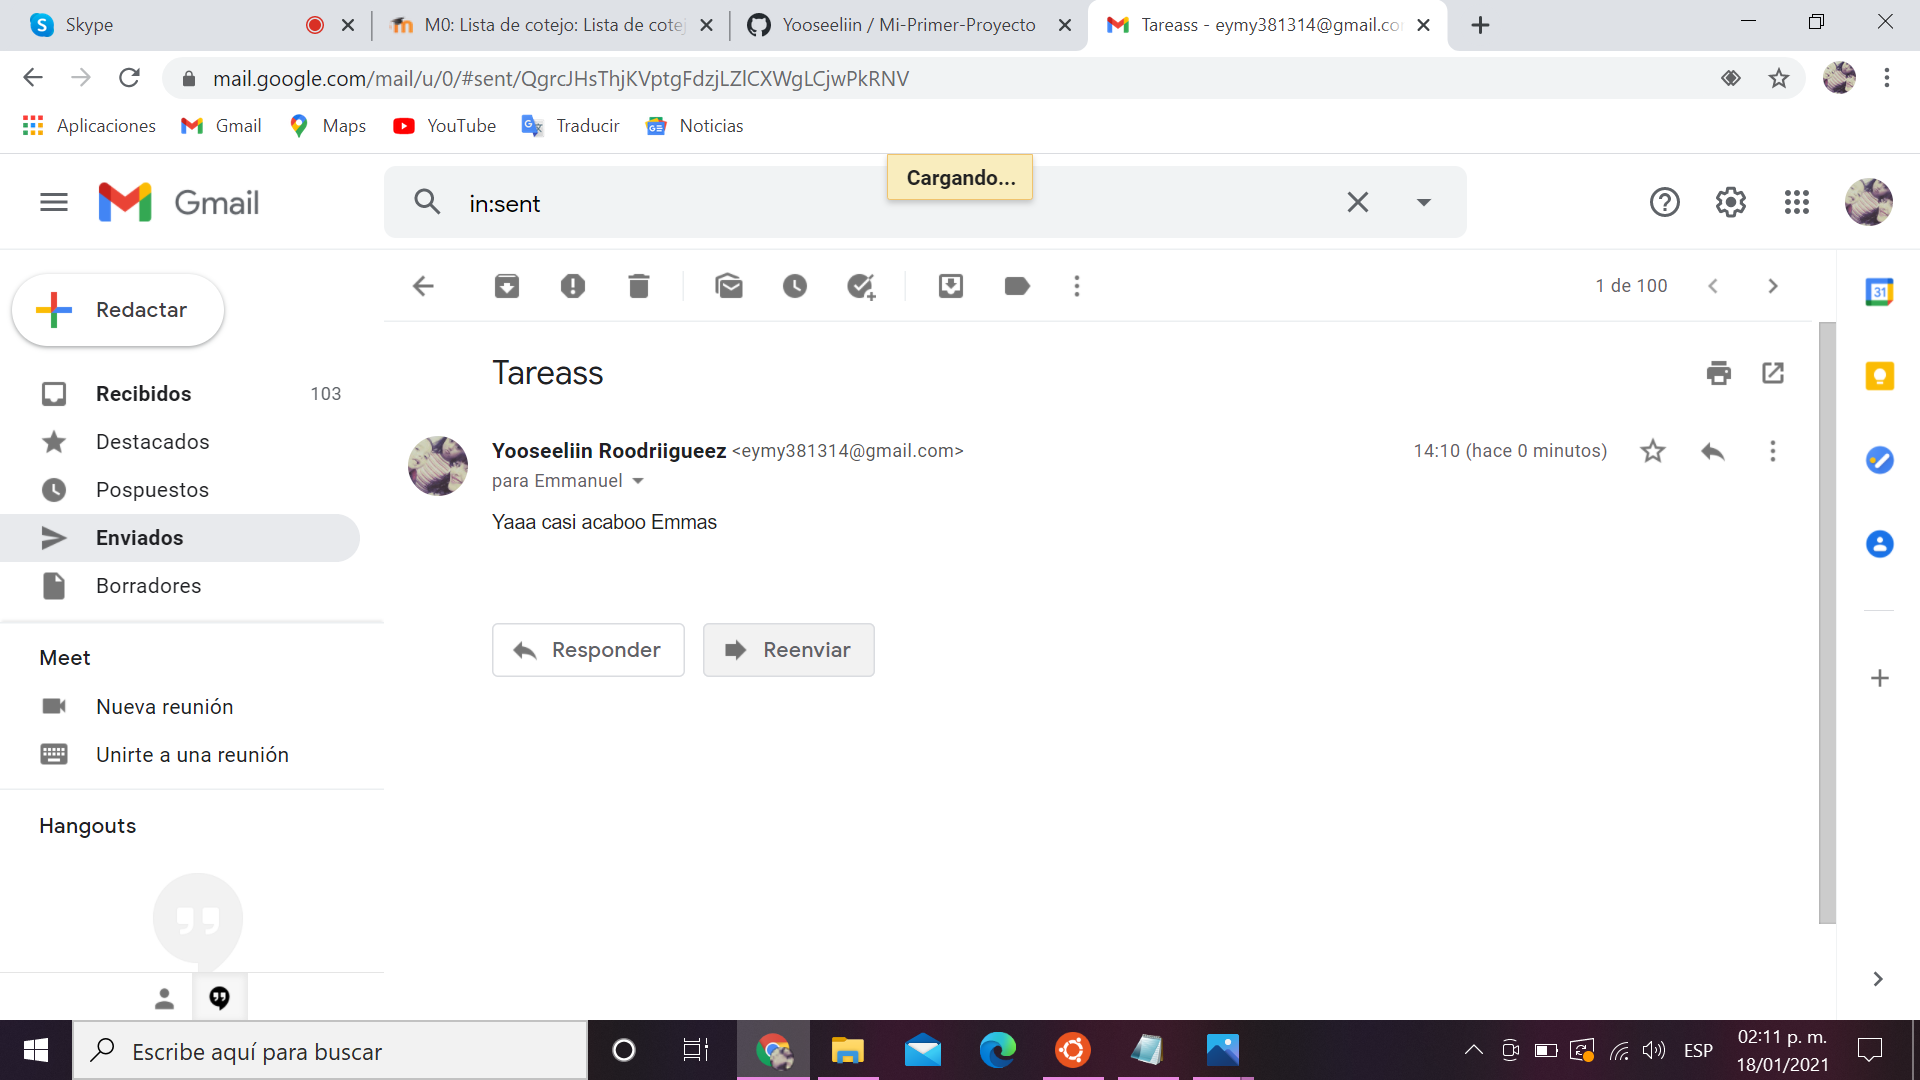 Skype
M0: Lista de cotejo: Lista de cotej
Yooseeliin / Mi-Primer-Proyecto
Tareass - eymy381314@gmail.co
mail.google.com/mail/u/0/#sent/QgrcJHsThjKVptgFdzjLZlCXWgLCjwPkRNV
Aplicaciones
Gmail
Maps
YouTube
Traducir
Noticias
Cargando...
Gmail
in:sent
Redactar
1 de 100
31
Tareass
Recibidos 103
Destacados
Pospuestos
Enviados
Borradores
Yooseeliin Roodriigueez <eymy381314@gmail.com>
14:10 (hace 0 minutos)
para Emmanuel
Yaaa casi acaboo Emmas
Responder
Reenviar
Meet
Nueva reunión
Unirte a una reunión
Hangouts
Escribe aquí para buscar
ESP
02:11 p. m.
18/01/2021